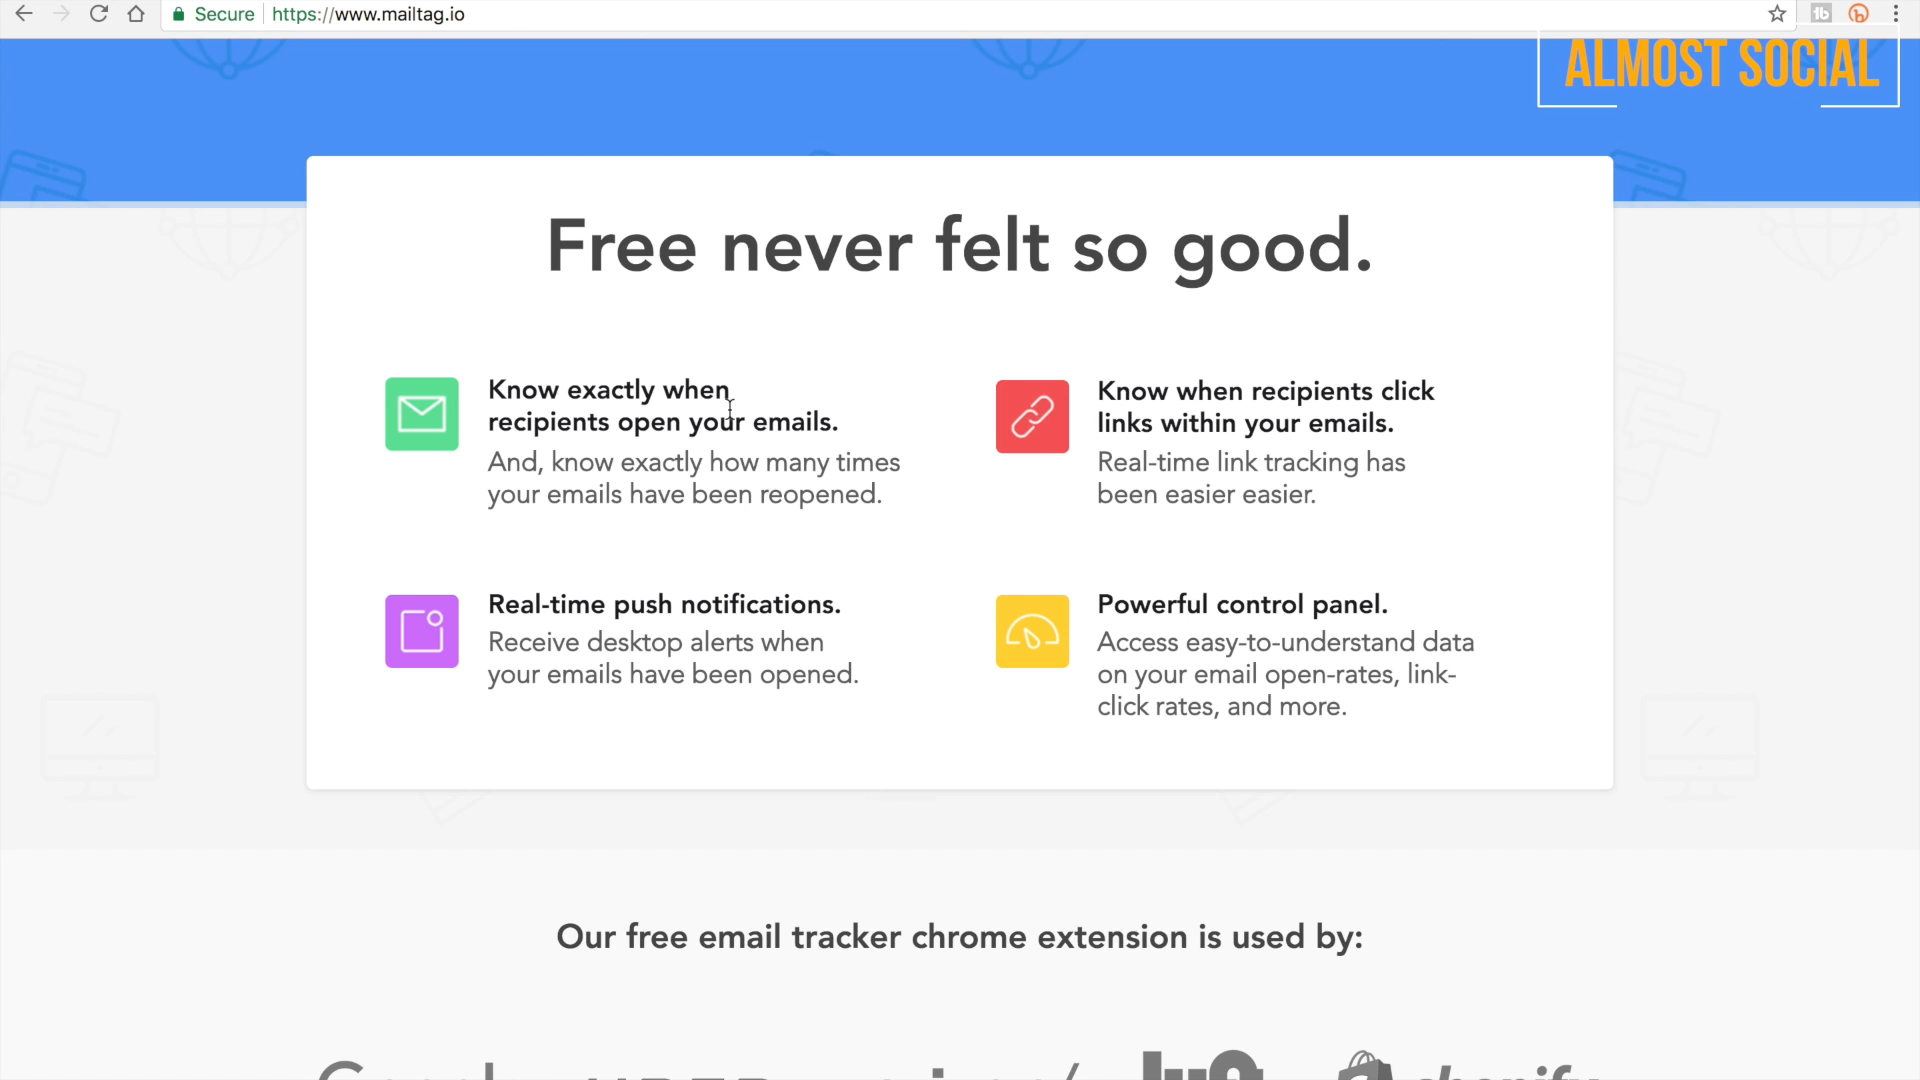 Secure
https://www.mailtag.io
ALMOST SOCIAL
Free never felt so good.
Know exactly when
recipients open your emails.
And, know exactly how many times
your emails have been reopened.
Know when recipients click
links within your emails.
Real-time link tracking has
been easier easier.
Real-time push notifications.
Receive desktop alerts when
your emails have been opened.
Powerful control panel.
Access easy-to-understand data
on your email open-rates, link-
click rates, and more.
Our free email tracker chrome extension is used by:
shopify